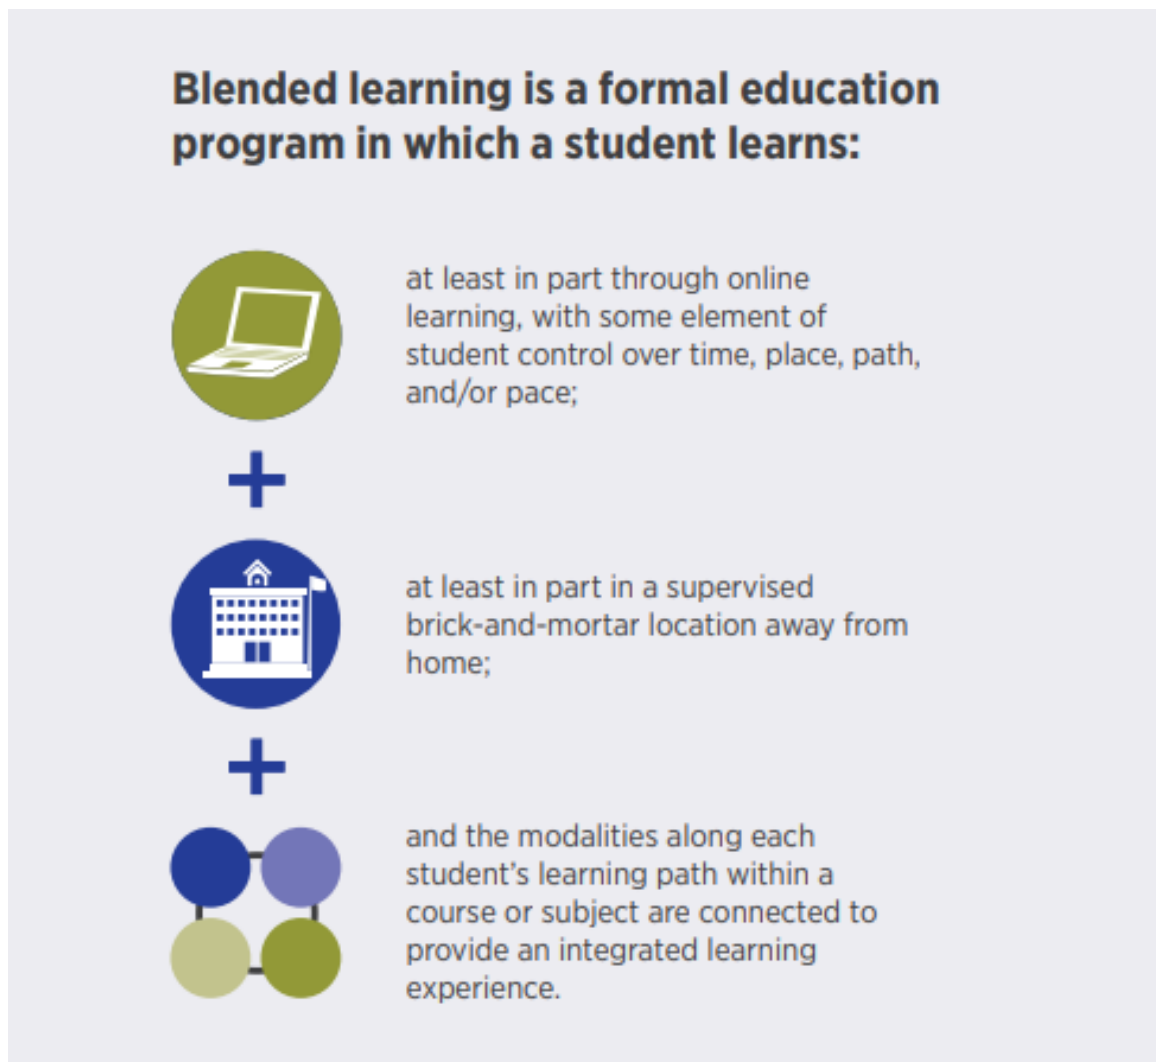 Blended learning is a formal education
program in which a student learns:
at least in part through online
learning, with some element of
student control over time, place, path,
and/or pace;
+
at least in part in a supervised
brick-and-mortar location away from
home;
+
and the modalities along each
student’s learning path within a
course or subject are connected to
provide an integrated learning
experience.